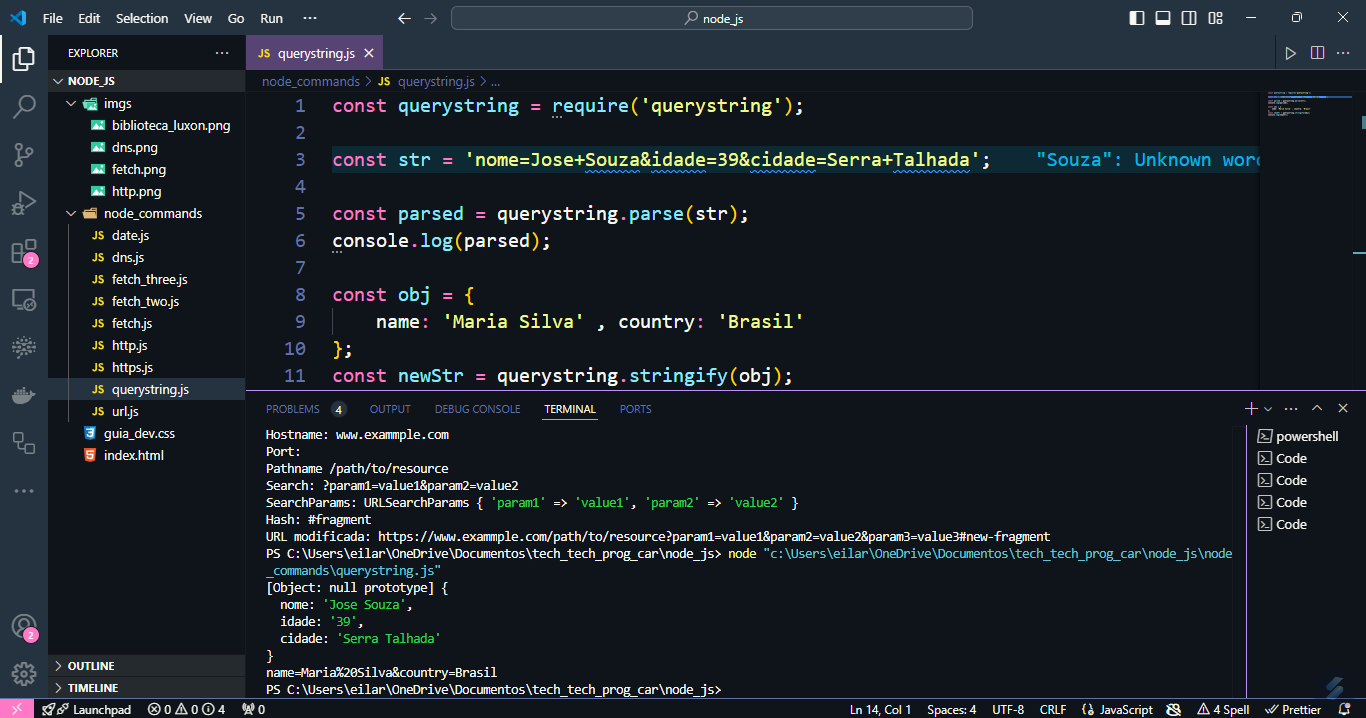 File Edit Selection View Go Run ··· node_js
EXPLORER ···
NODE_JS
imgs
biblioteca_luxon.png
dns.png
fetch.png
http.png
node_commands
JS date.js
JS dns.js
JS fetch_three.js
JS fetch_two.js
JS fetch.js
JS http.js
JS https.js
JS querystring.js
JS url.js
guia_dev.css
index.html
OUTLINE
TIMELINE
2
2
JS querystring.js
node_commands > JS querystring.js > ...
1 const querystring = require('querystring');
2
3 const str = 'nome=Jose+Souza&idade=39&cidade=Serra+Talhada'; "Souza": Unknown word
4
5 const parsed = querystring.parse(str);
6 console.log(parsed);
7
8 const obj = {
9 name: 'Maria Silva' , country: 'Brasil'
10 };
11 const newStr = querystring.stringify(obj);
PROBLEMS 4 OUTPUT DEBUG CONSOLE TERMINAL PORTS
Hostname: www.exammple.com
Port:
Pathname /path/to/resource
Search: ?param1=value1&param2=value2
SearchParams: URLSearchParams { 'param1' => 'value1', 'param2' => 'value2' }
Hash: #fragment
URL modificada: https://www.exammple.com/path/to/resource?param1=value1&param2=value2&param3=value3#new-fragment
PS C:\Users\eilar\OneDrive\Documentos\tech_tech_prog_car\node_js> node "c:\Users\eilar\OneDrive\Documentos\tech_tech_prog_car\node_js\node
_commands\querystring.js"
[Object: null prototype] {
nome: 'Jose Souza',
idade: '39',
cidade: 'Serra Talhada'
}
name=Maria%20Silva&country=Brasil
PS C:\Users\eilar\OneDrive\Documentos\tech_tech_prog_car\node_js>
powershell
Code
Code
Code
Code
Launchpad 0 0 4 0 Ln 14, Col 1 Spaces: 4 UTF-8 CRLF {} JavaScript 4 Spell Prettier